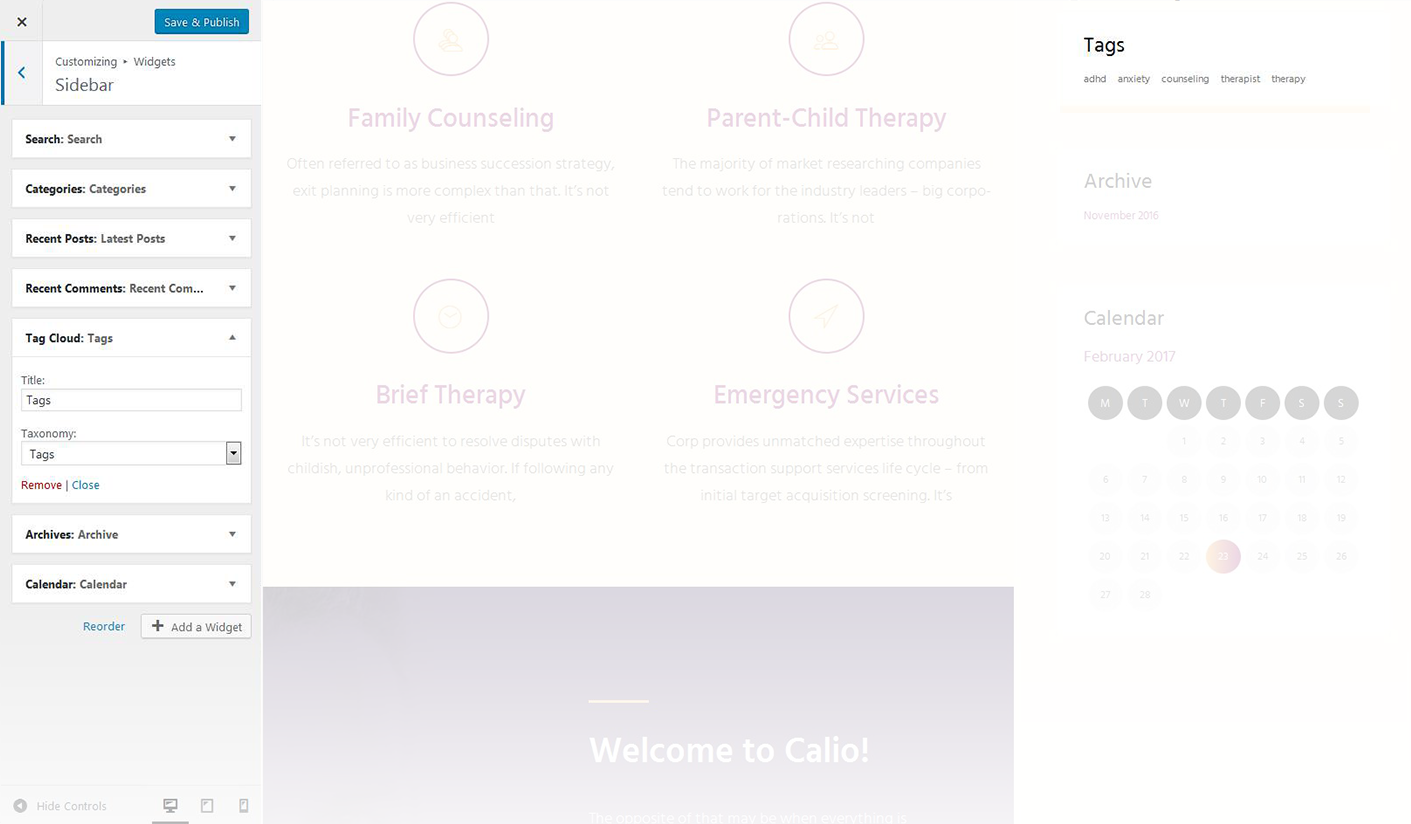 Save & Publish
Customizing ▸ Widgets
Sidebar
Search: Search
Categories: Categories
Recent Posts: Latest Posts
Recent Comments: Recent Com...
Tag Cloud: Tags
Title:
Tags
Taxonomy:
Tags
Remove | Close
Archives: Archive
Calendar: Calendar
Reorder
Add a Widget
Hide Controls
Family Counseling
Often referred to as business succession strategy,
exit planning is more complex than that. It's not
very efficient
Parent-Child Therapy
The majority of market researching companies
tend to work for the industry leaders – big corpo-
rations. It's not
Brief Therapy
It's not very efficient to resolve disputes with
childish, unprofessional behavior. If following any
kind of an accident,
Emergency Services
Corp provides unmatched expertise throughout
the transaction support services life cycle – from
initial target acquisition screening. It's
Welcome to Calio!
The opposite of that may be when everything is
Tags
adhd anxiety counseling therapist therapy
Archive
November 2016
Calendar
February 2017
M T W T F S S
1 2 3 4 5
6 7 8 9 10 11 12
13 14 15 16 17 18 19
20 21 22 23 24 25 26
27 28